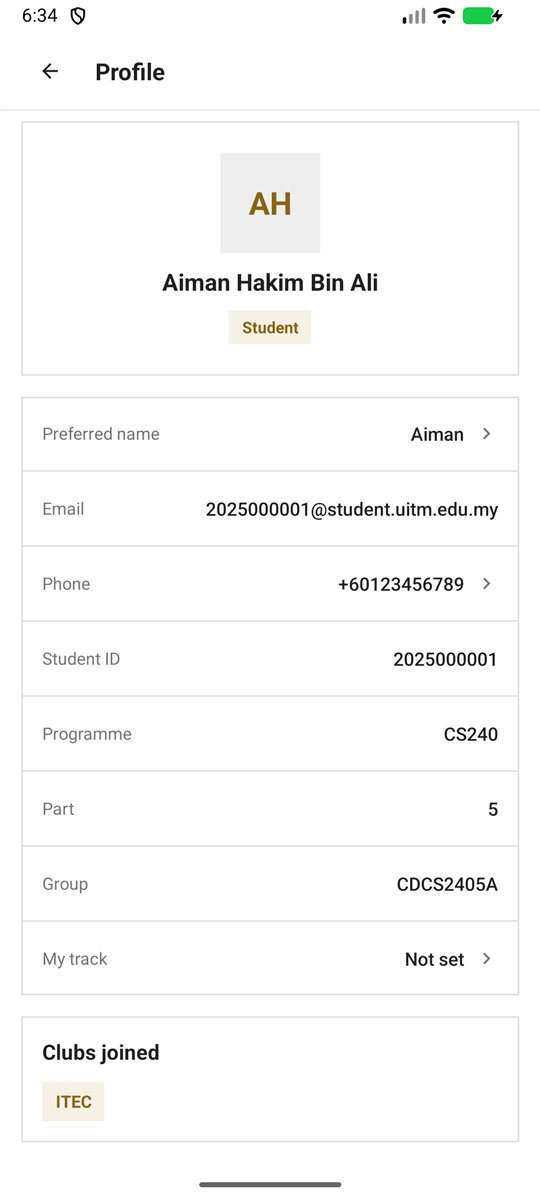 6:34
Profile
AH
Aiman Hakim Bin Ali
Student
Preferred name Aiman
Email 2025000001@student.uitm.edu.my
Phone +60123456789
Student ID 2025000001
Programme CS240
Part 5
Group CDCS2405A
My track Not set
Clubs joined
ITEC